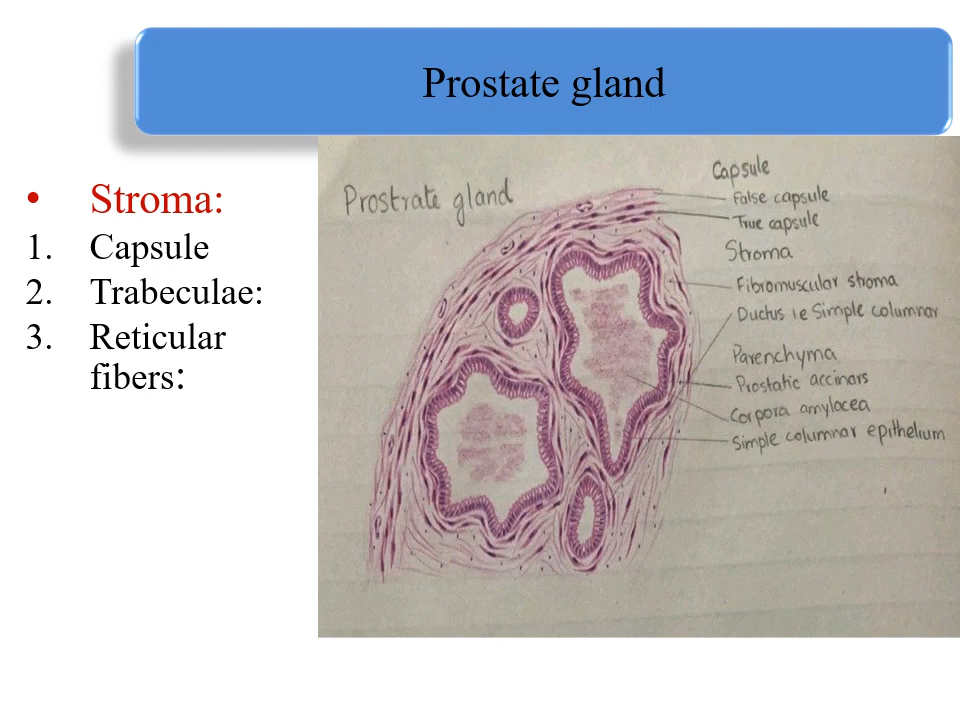 Prostate gland
• Stroma:
1. Capsule
2. Trabeculae:
3. Reticular
fibers:
Prostrate gland
Capsule
False capsule
True capsule
Stroma
Fibromuscular stroma
Ductus i.e Simple columnar
Parenchyma
Prostatic accinars
Corpora amylacea
Simple columnar epithelium